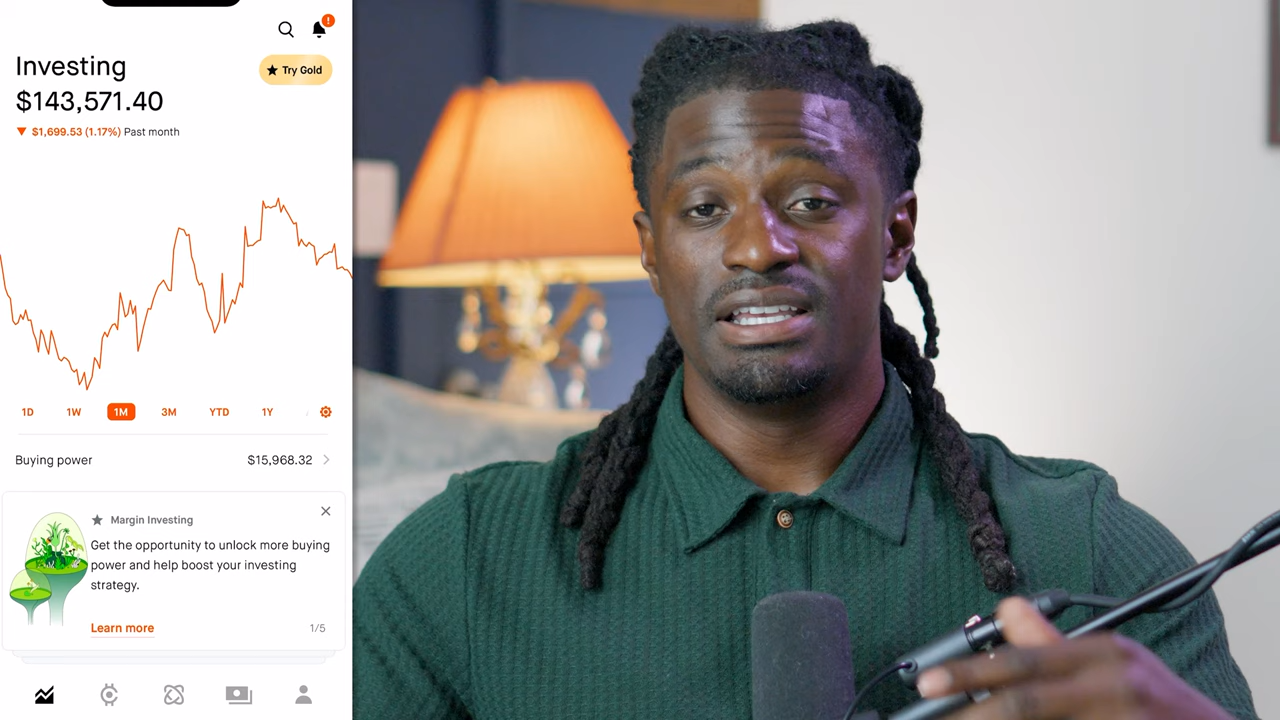 !
Investing
Try Gold
$143,571.40
▼ $1,699.53 (1.17%) Past month
1D 1W 1M 3M YTD 1Y
Buying power $15,968.32
Margin Investing
Get the opportunity to unlock more buying
power and help boost your investing
strategy.
Learn more 1/5